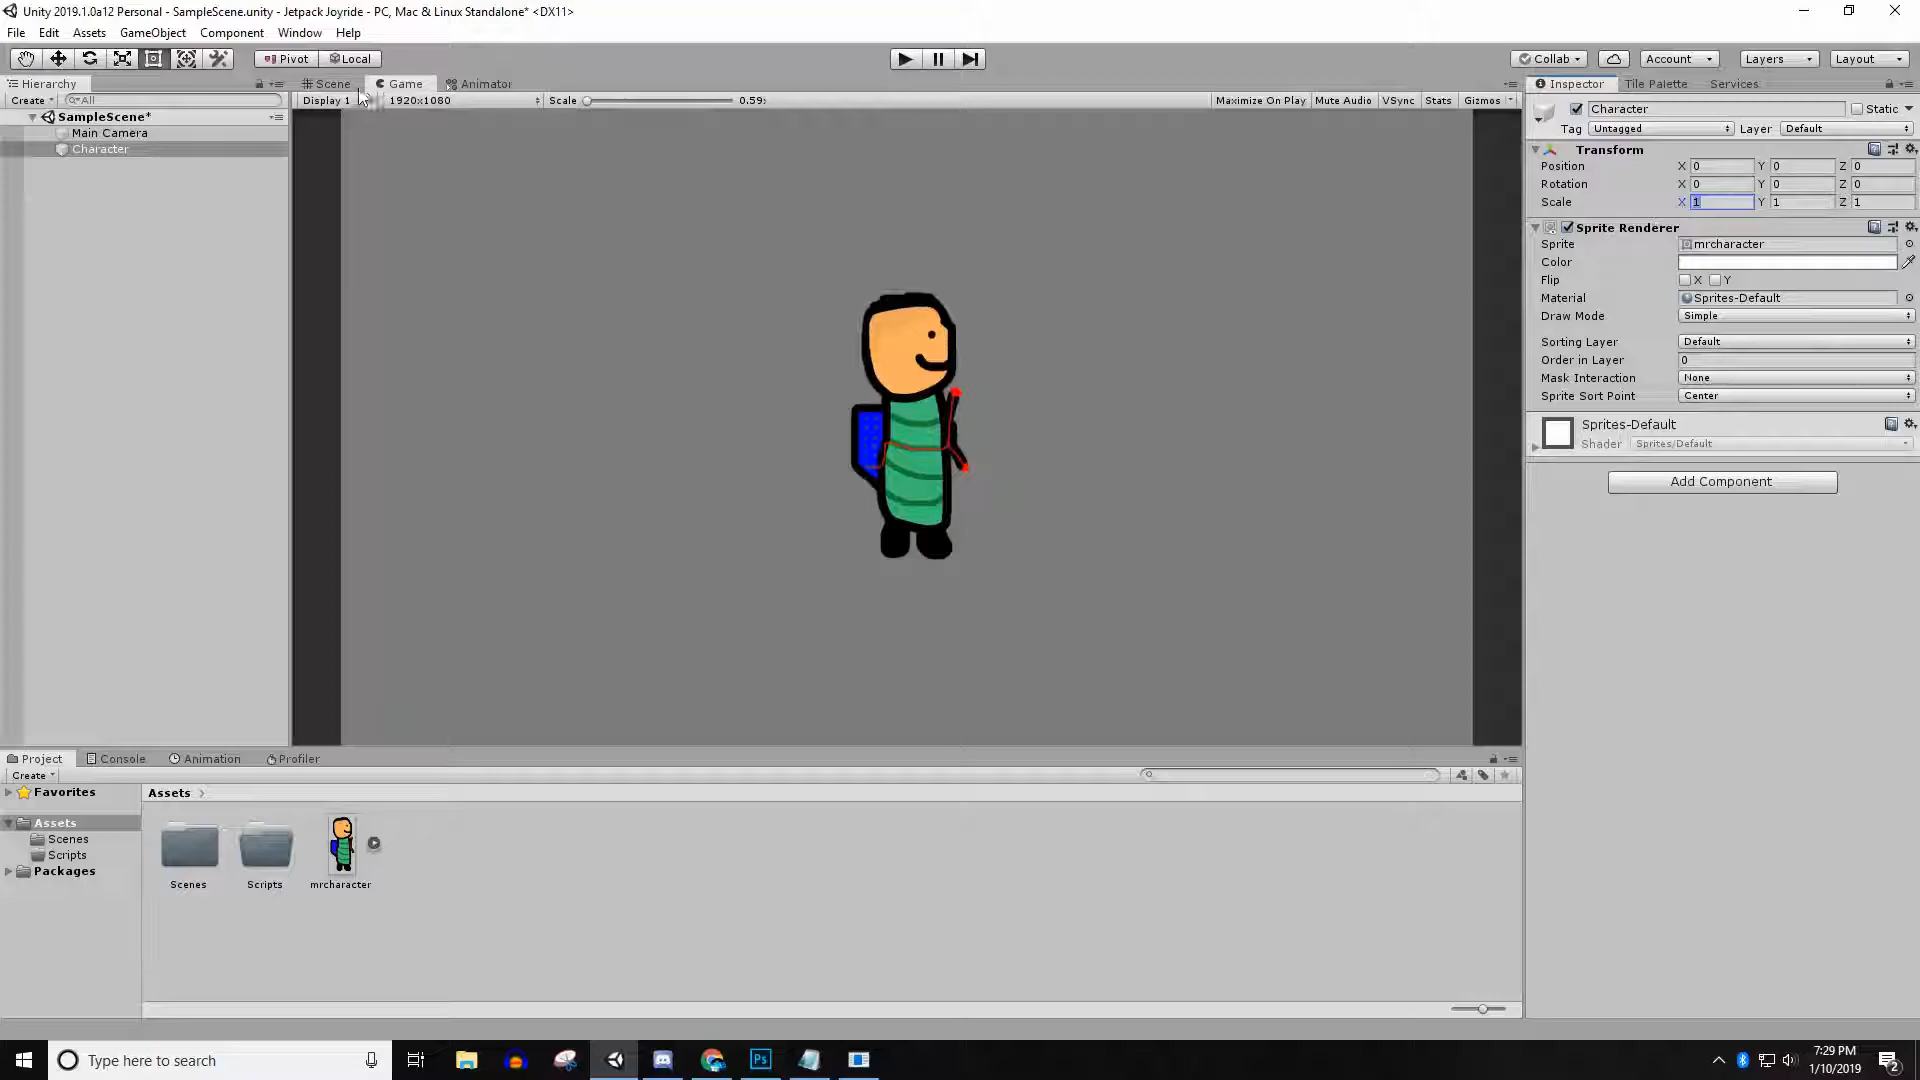 Unity 2019.1.0a12 Personal - SampleScene.unity - Jetpack Joyride - PC, Mac & Linux Standalone* <DX11>
File Edit Assets GameObject Component Window Help
Pivot Local Collab Account Layers Layout
Hierarchy Scene Game Animator Inspector Tile Palette Services
Create All Display 1 1920x1080 Scale 0.59x Maximize On Play Mute Audio VSync Stats Gizmos
SampleScene*
Main Camera
Character
Character Static
Tag Untagged Layer Default
Transform
Position X 0 Y 0 Z 0
Rotation X 0 Y 0 Z 0
Scale X 1 Y 1 Z 1
Sprite Renderer
Sprite mrcharacter
Color
Flip X Y
Material Sprites-Default
Draw Mode Simple
Sorting Layer Default
Order in Layer 0
Mask Interaction None
Sprite Sort Point Center
Sprites-Default
Shader Sprites/Default
Add Component
Project Console Animation Profiler
Create
Favorites
Assets
Scenes
Scripts
Packages
Assets
Scenes Scripts mrcharacter
Type here to search
Ps
7:29 PM
1/10/2019
2